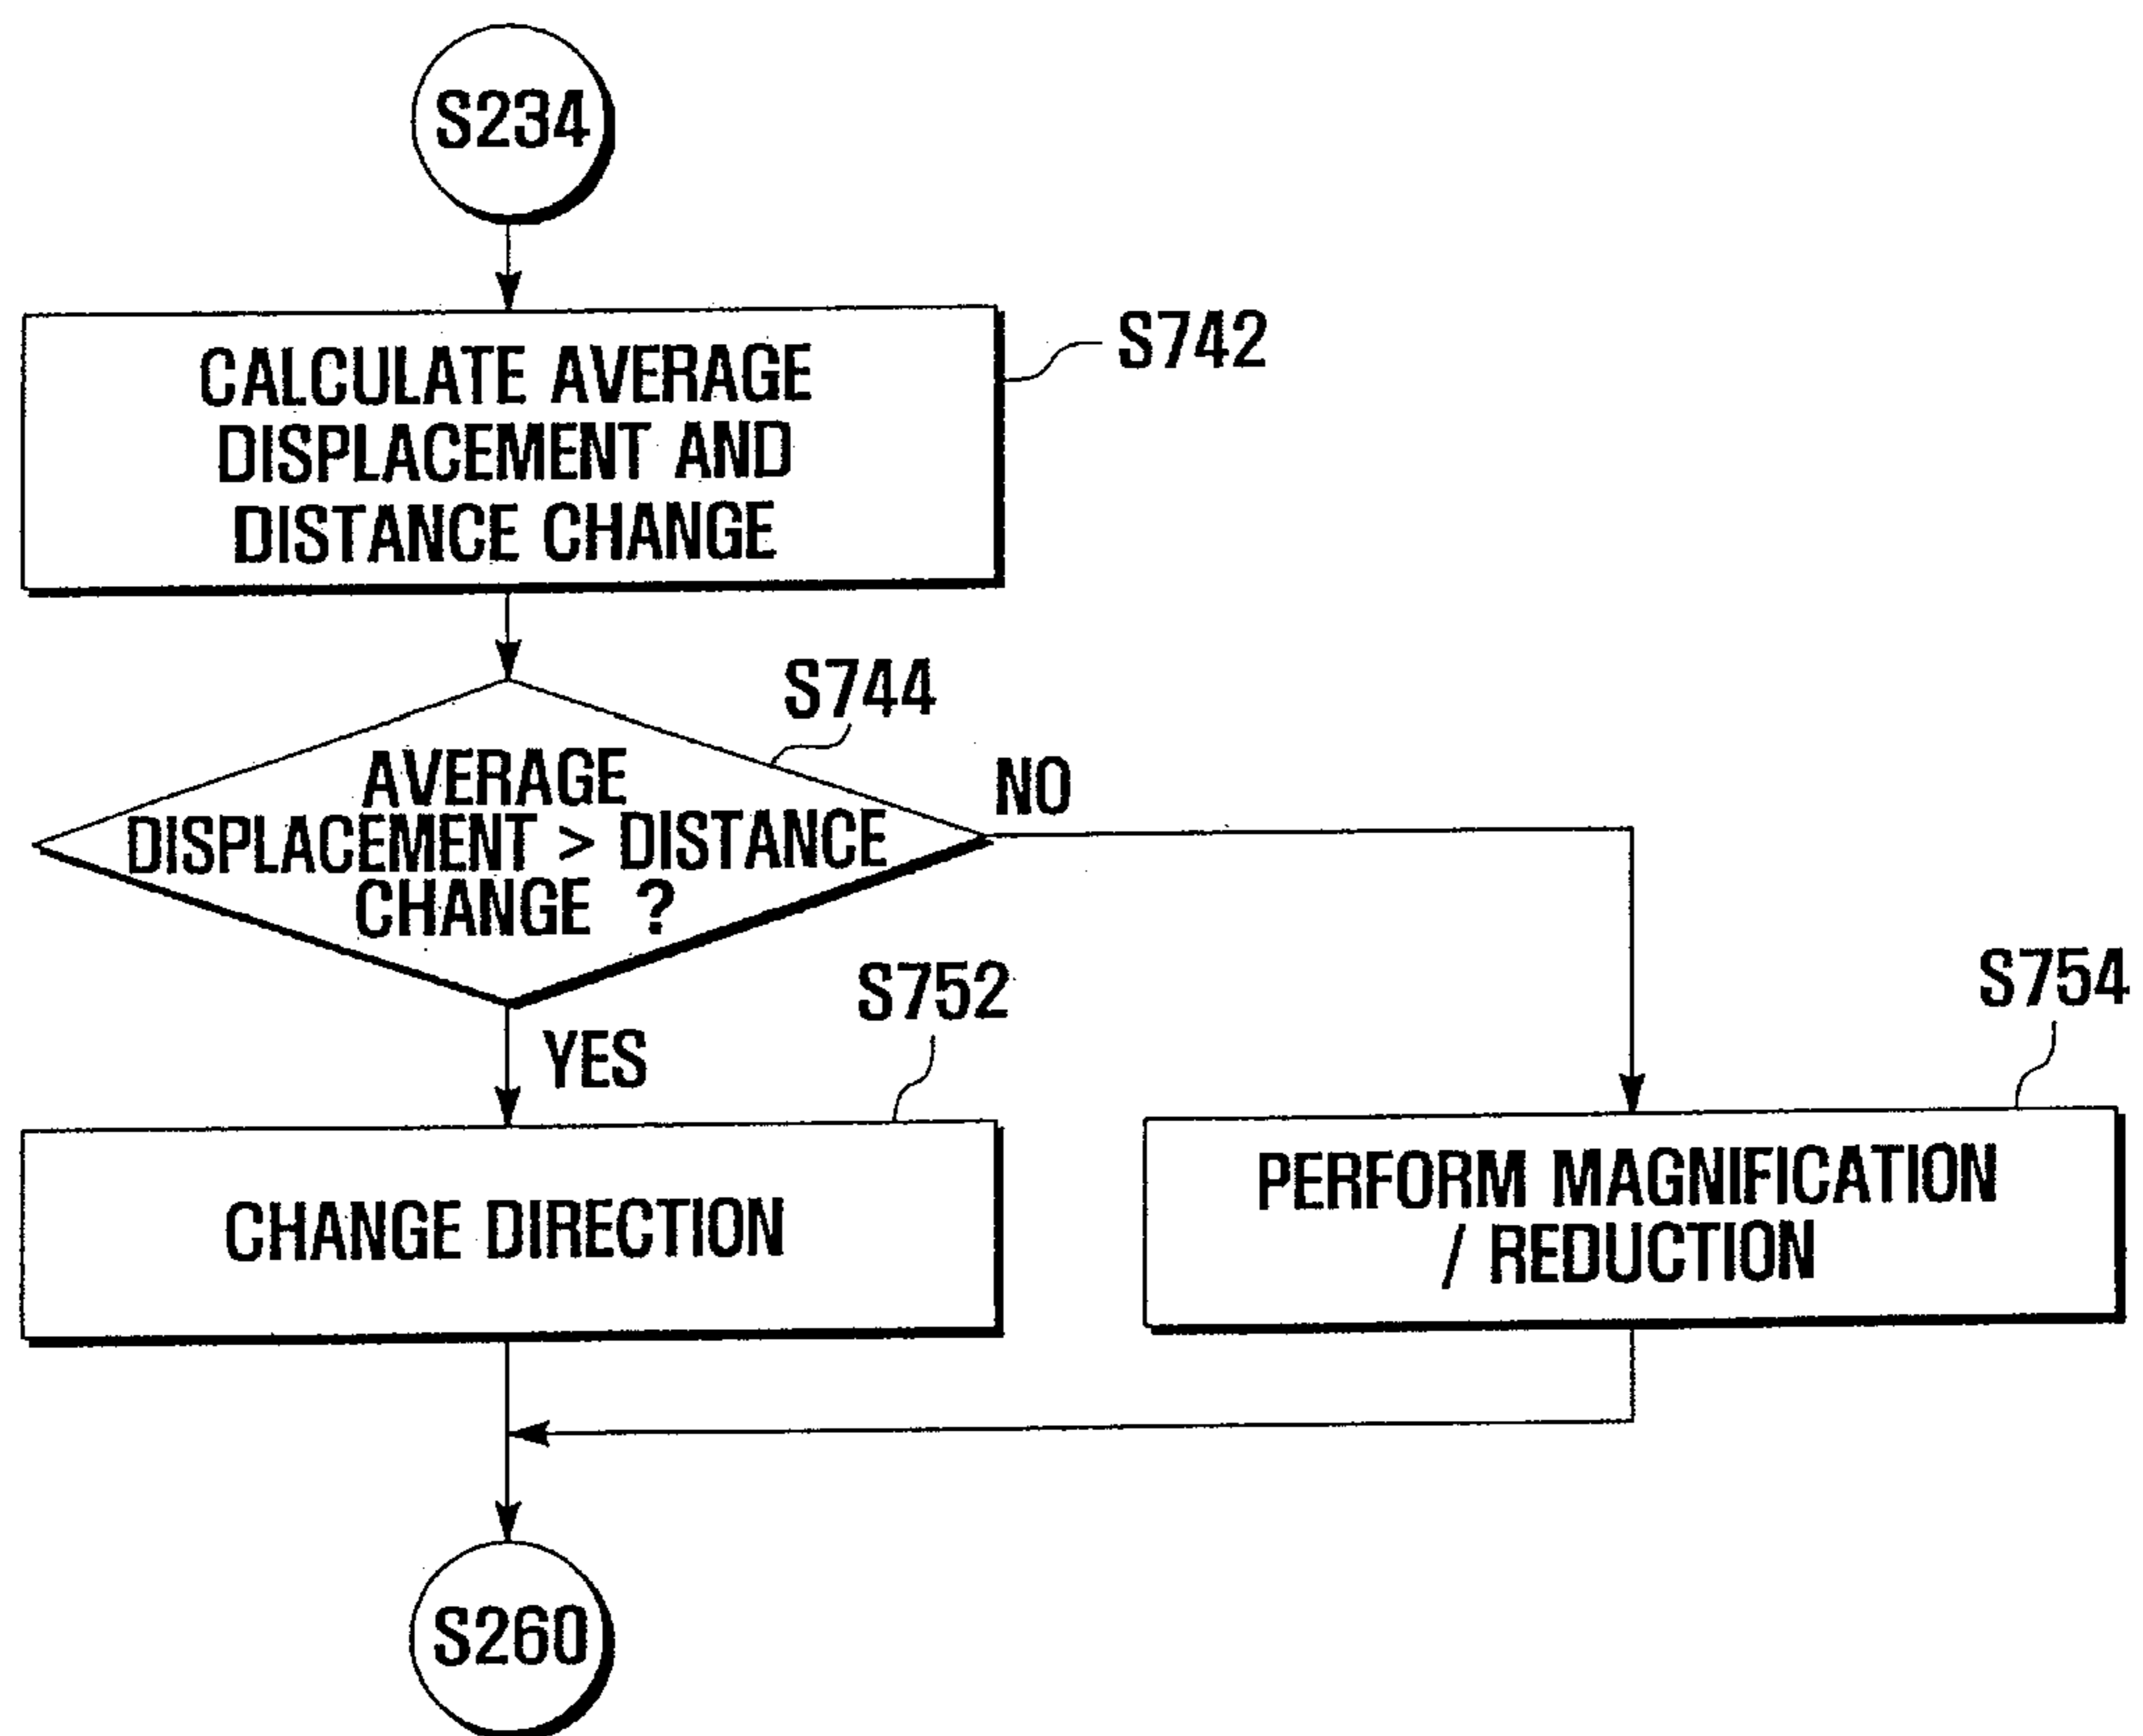 S234
CALCULATE AVERAGE
DISPLACEMENT AND
DISTANCE CHANGE
S742
S744
AVERAGE
DISPLACEMENT > DISTANCE
CHANGE ?
NO
YES
S752
CHANGE DIRECTION
S754
PERFORM MAGNIFICATION
/ REDUCTION
S260